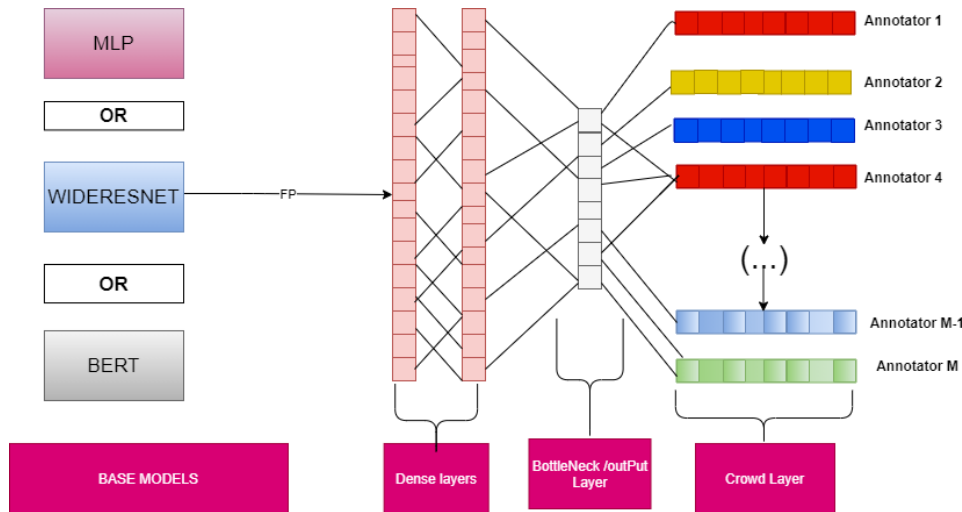 MLP
OR
WIDERESNET
OR
BERT
FP
Annotator 1
Annotator 2
Annotator 3
Annotator 4
(...)
Annotator M-1
Annotator M
BASE MODELS
Dense layers
BottleNeck /outPut
Layer
Crowd Layer